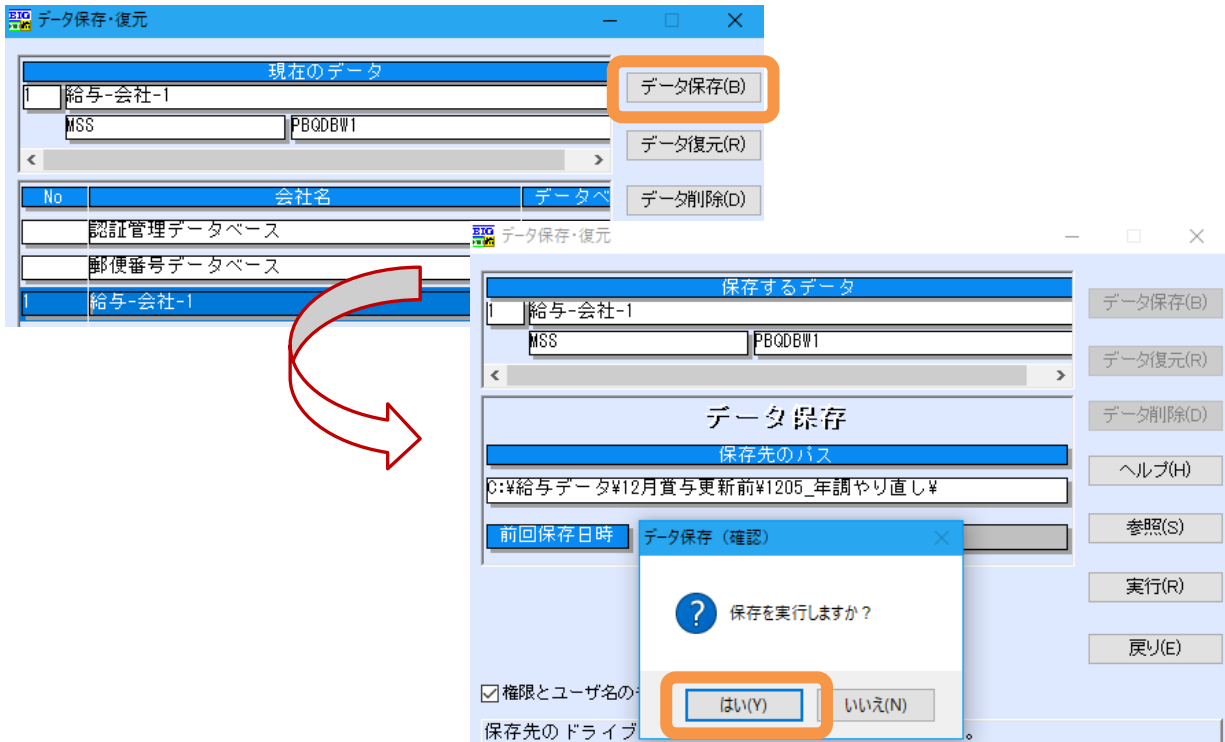 データ保存・復元
現在のデータ
1 給与-会社-1
MSS PBQDBW1
データ保存(B)
データ復元(R)
データ削除(D)
No 会社名 データベ
認証管理データベース
郵便番号データベース
1 給与-会社-1
データ保存・復元
保存するデータ
1 給与-会社-1
MSS PBQDBW1
データ保存(B)
データ復元(R)
データ削除(D)
ヘルプ(H)
参照(S)
実行(R)
戻り(E)
データ保存
保存先のパス
C:¥給与データ¥12月賞与更新前¥1205_年調やり直し¥
前回保存日時
データ保存（確認）
保存を実行しますか？
はい(Y) いいえ(N)
権限とユーザ名の
保存先のドライブ
。